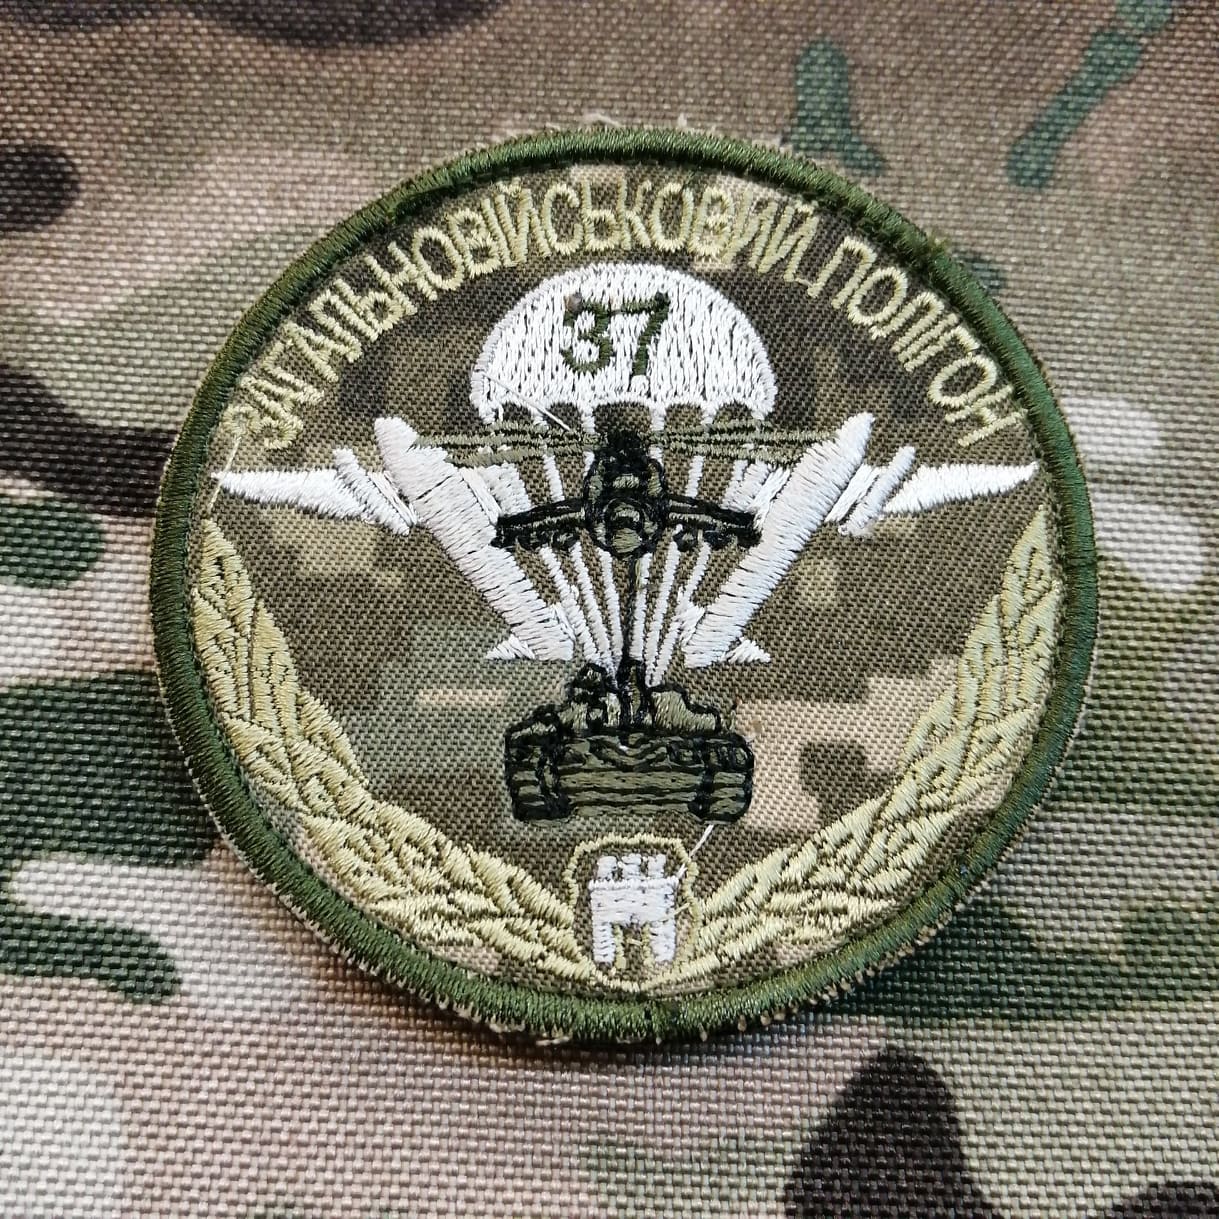 ЗАГАЛЬНОВІЙСЬКОВИЙ ПОЛІГОН
37